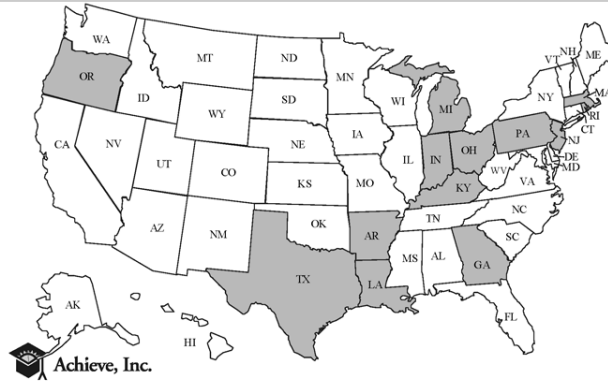 WA
MT
ND
MN
VT
NH
ME
OR
ID
WY
SD
WI
MI
NY
MA
RI
CT
CA
NV
UT
CO
NE
IA
IL
IN
OH
PA
NJ
DE
MD
KS
MO
KY
WV
VA
AZ
NM
OK
AR
TN
NC
SC
TX
LA
MS
AL
GA
FL
AK
HI
Achieve, Inc.